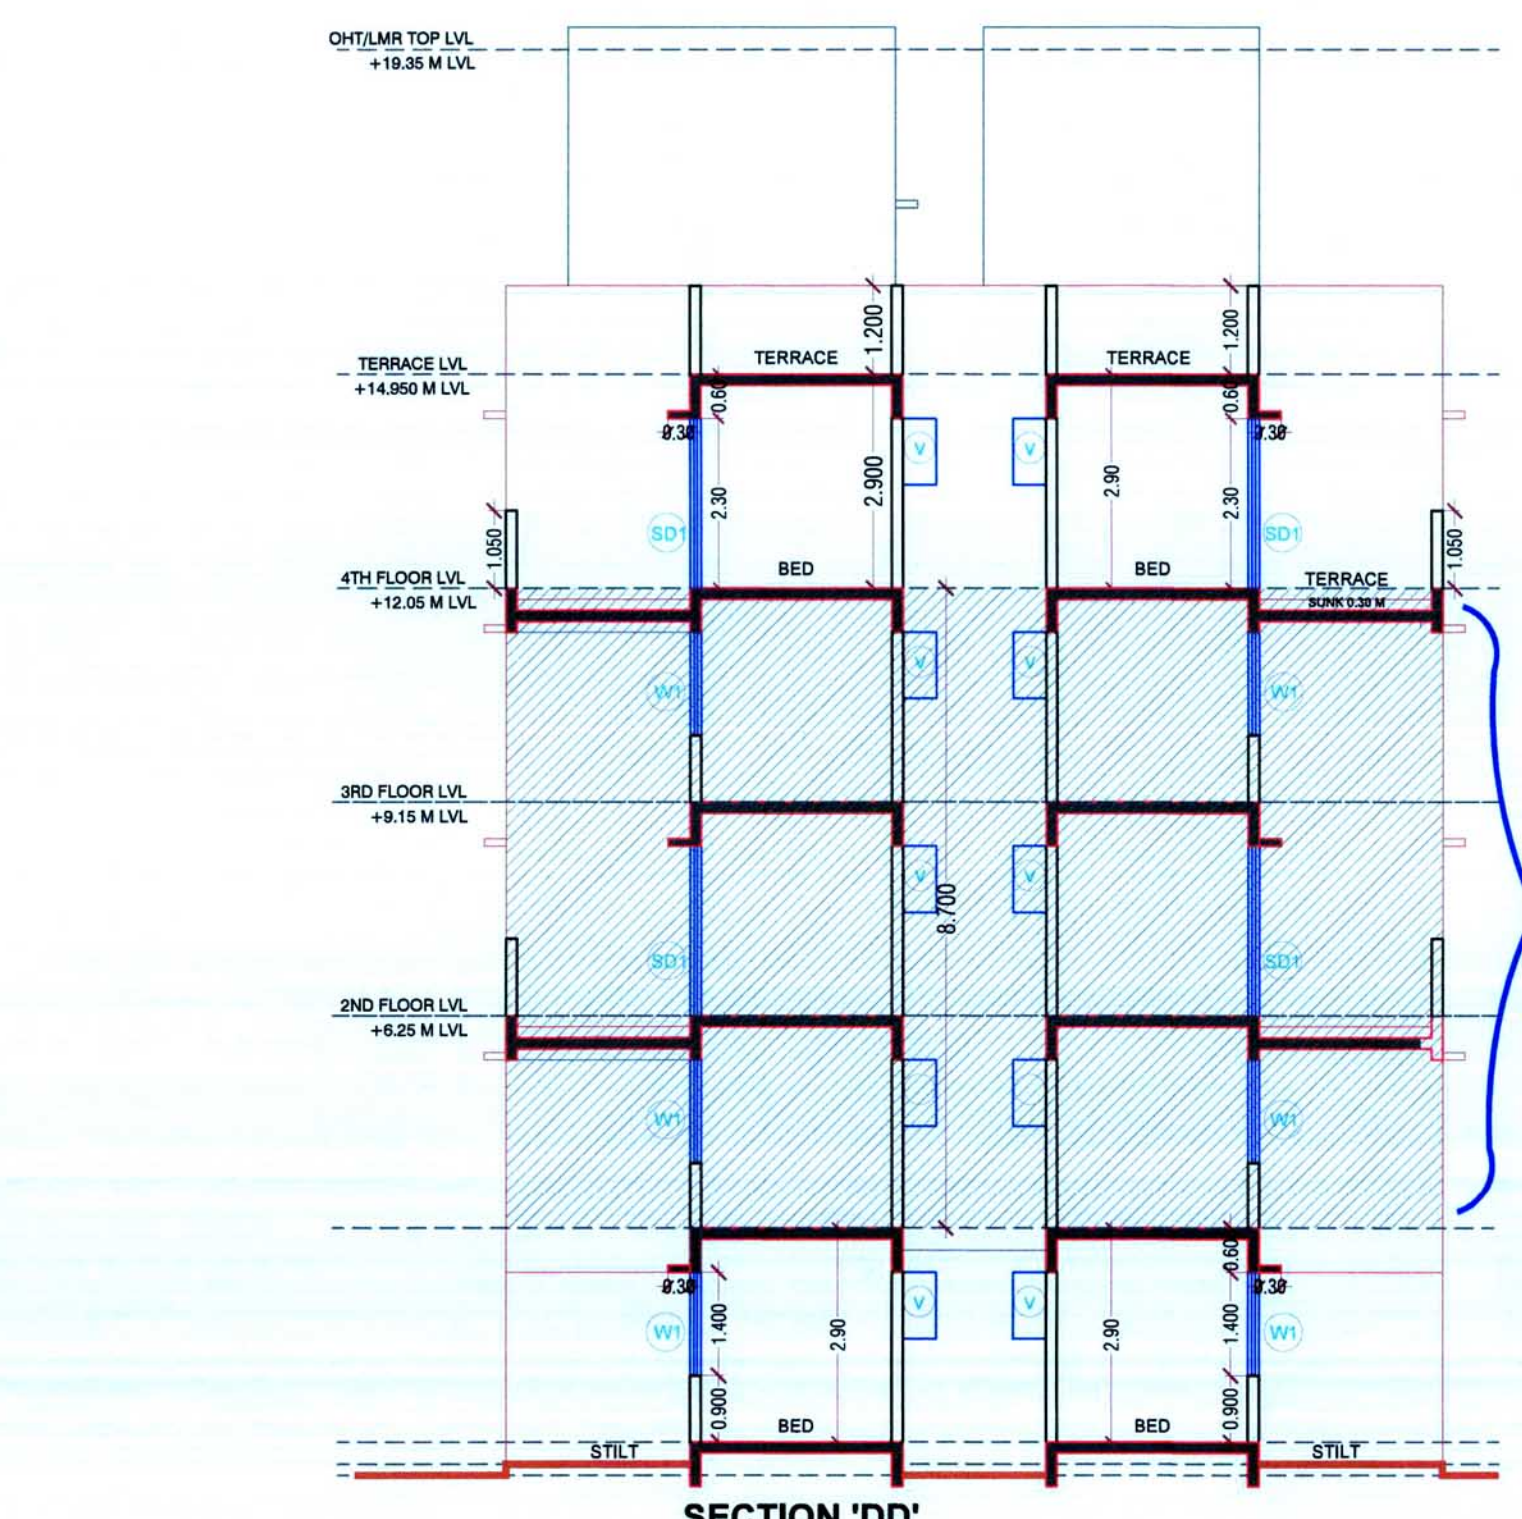 OHT/LMR TOP LVL
+19.35 M LVL
1.200
1.200
TERRACE LVL
TERRACE
TERRACE
+14.950 M LVL
0.60
0.60
0.30
0.30
V
V
2.30
2.900
2.90
2.30
SD1
SD1
1.050
1.050
4TH FLOOR LVL
BED
BED
TERRACE
+12.05 M LVL
SUNK 0.30 M
V
V
W1
W1
3RD FLOOR LVL
+9.15 M LVL
V
V
8.700
SD1
SD1
2ND FLOOR LVL
+6.25 M LVL
W1
W1
0.60
0.30
0.30
V
V
W1
1.400
2.90
2.90
1.400
W1
0.900
BED
BED
0.900
STILT
STILT
SECTION 'DD'